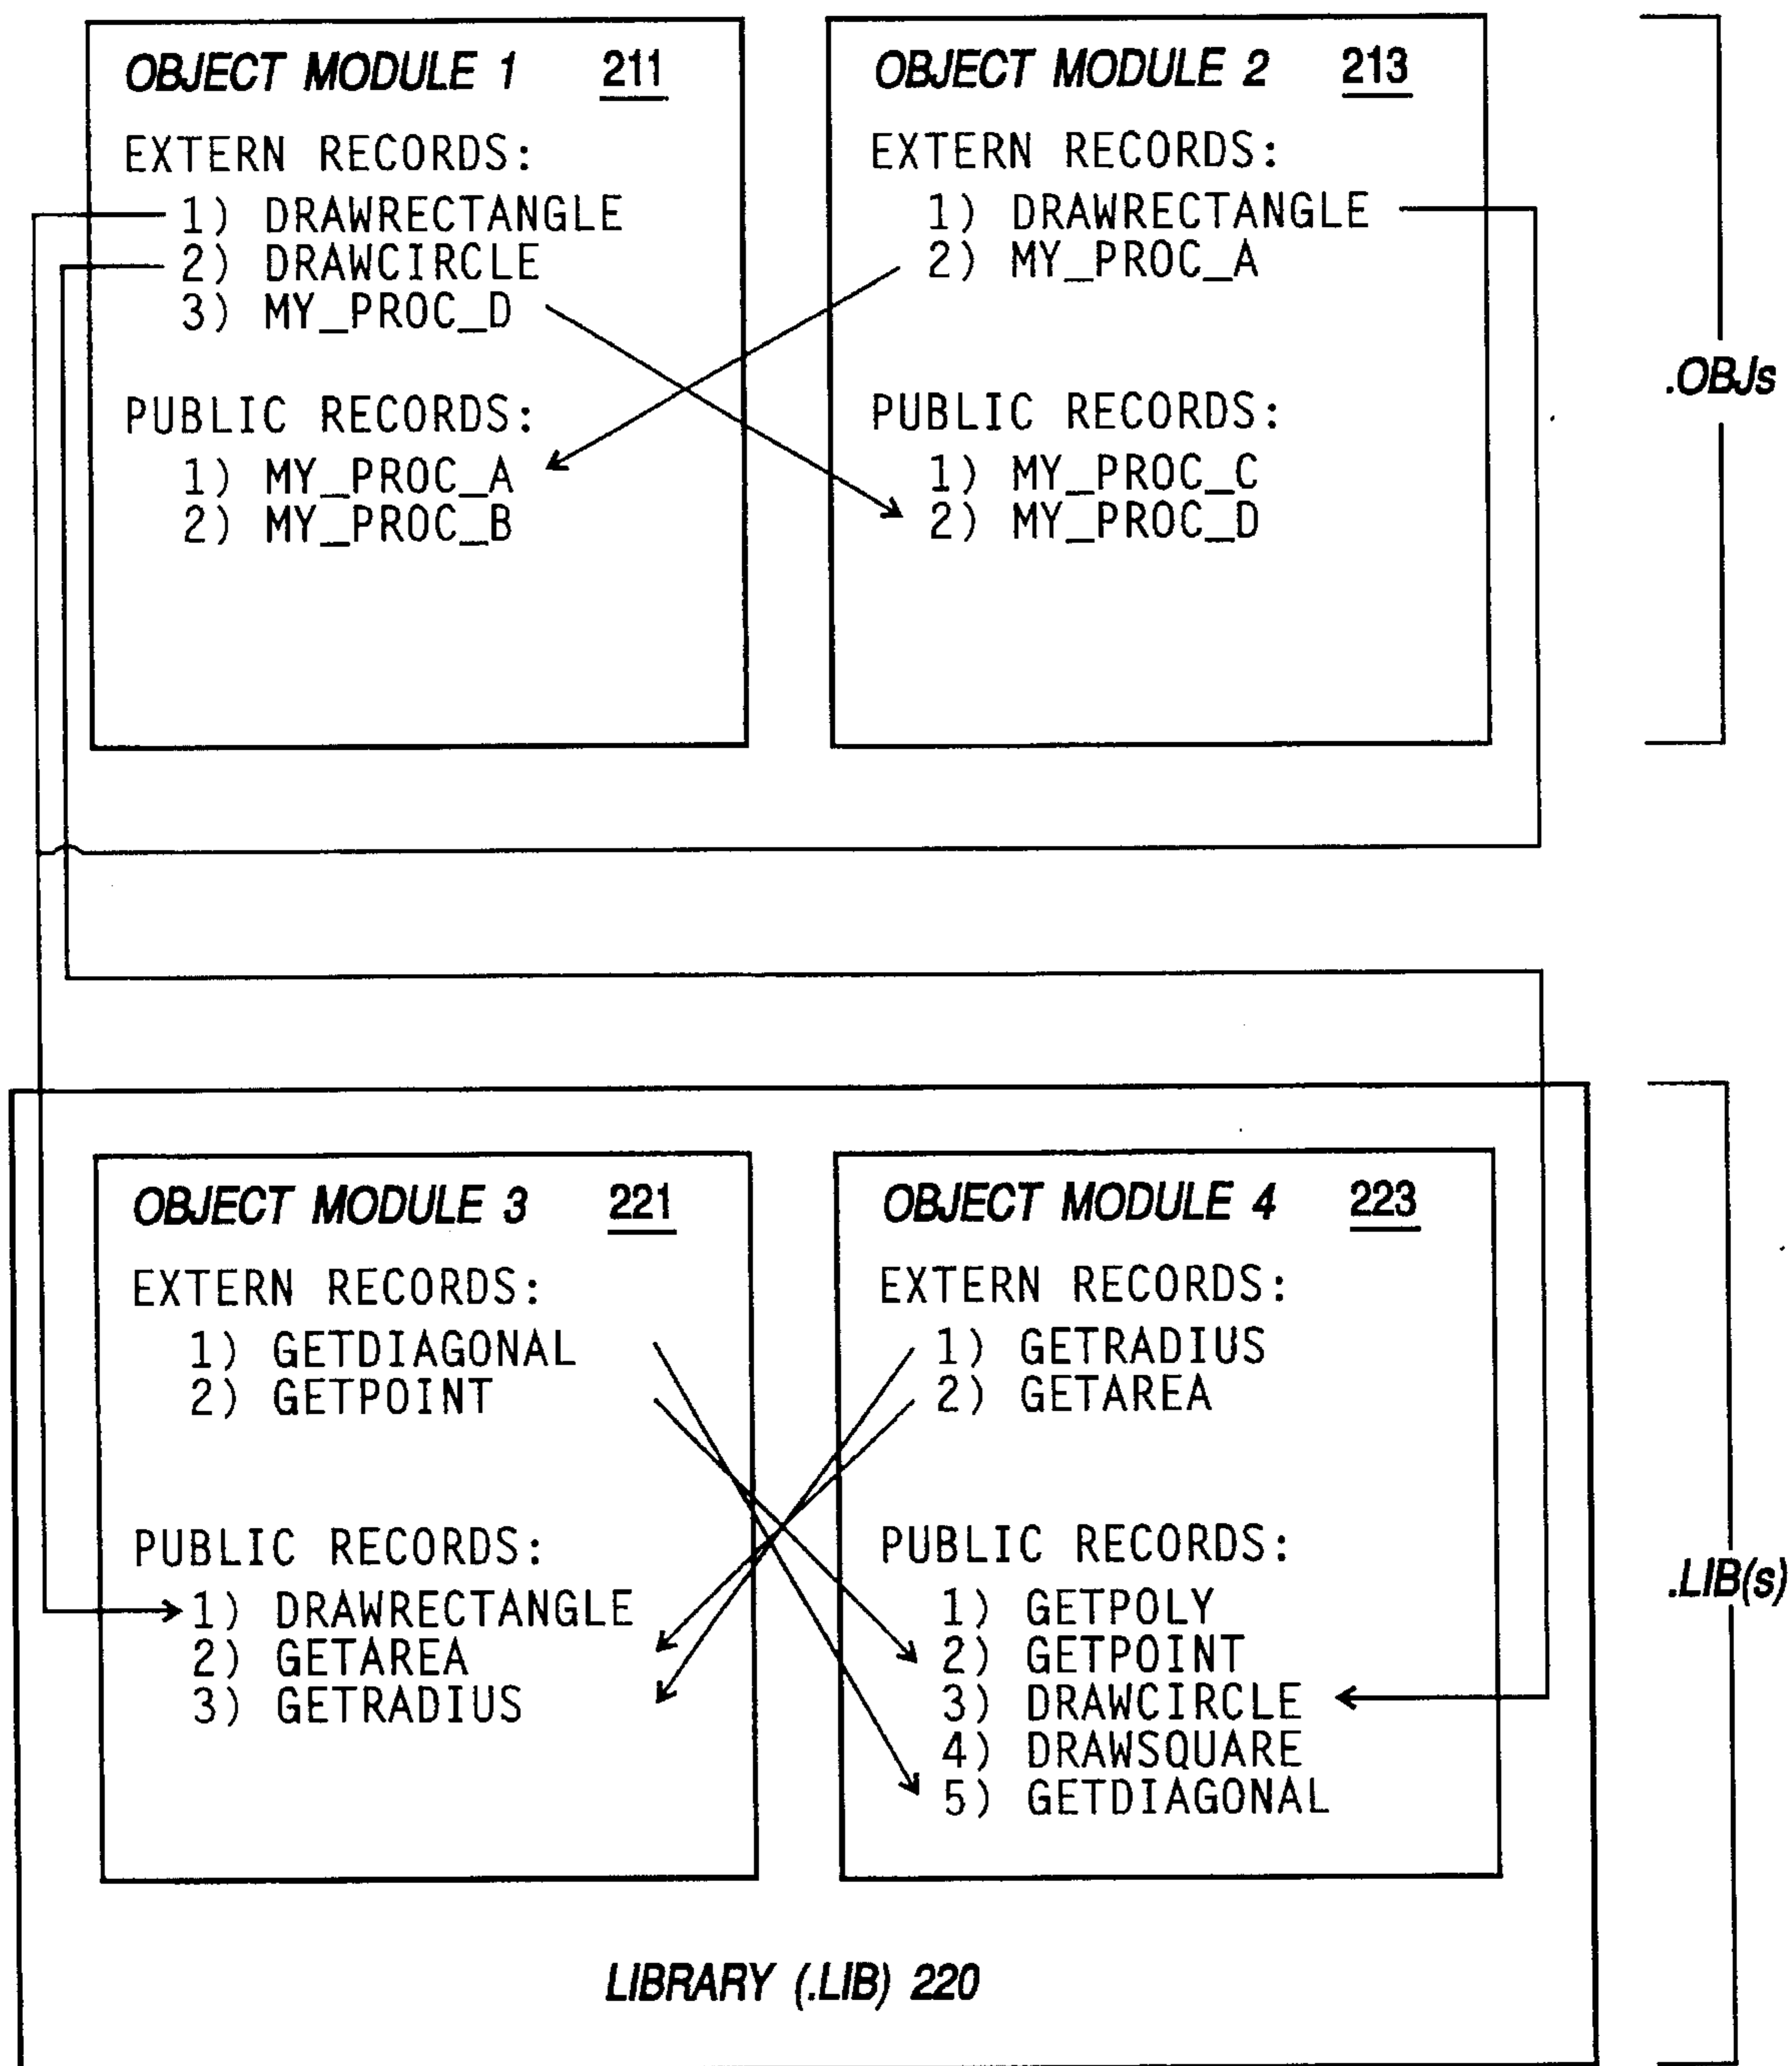 OBJECT MODULE 1 211
EXTERN RECORDS:
1) DRAWRECTANGLE
2) DRAWCIRCLE
3) MY_PROC_D
PUBLIC RECORDS:
1) MY_PROC_A
2) MY_PROC_B
OBJECT MODULE 2 213
EXTERN RECORDS:
1) DRAWRECTANGLE
2) MY_PROC_A
PUBLIC RECORDS:
1) MY_PROC_C
2) MY_PROC_D
.OBJs
OBJECT MODULE 3 221
EXTERN RECORDS:
1) GETDIAGONAL
2) GETPOINT
PUBLIC RECORDS:
1) DRAWRECTANGLE
2) GETAREA
3) GETRADIUS
OBJECT MODULE 4 223
EXTERN RECORDS:
1) GETRADIUS
2) GETAREA
PUBLIC RECORDS:
1) GETPOLY
2) GETPOINT
3) DRAWCIRCLE
4) DRAWSQUARE
5) GETDIAGONAL
.LIB(s)
LIBRARY (.LIB) 220